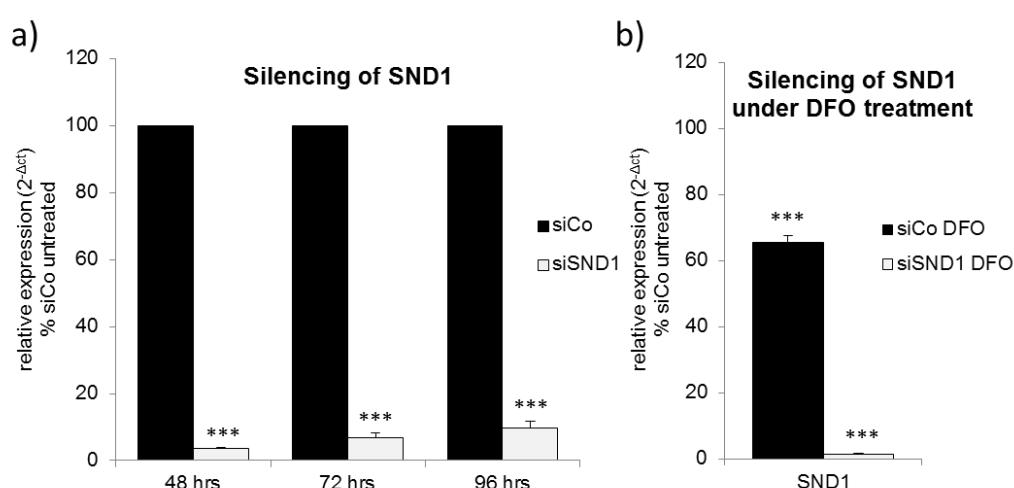 a)
Silencing of SND1
relative expression (2-Δct)
% siCo untreated
120
100
80
60
40
20
0
***
***
***
48 hrs
72 hrs
96 hrs
siCo
siSND1
b)
Silencing of SND1
under DFO treatment
relative expression (2-Δct)
% siCo untreated
120
100
80
60
40
20
0
***
***
SND1
siCo DFO
siSND1 DFO